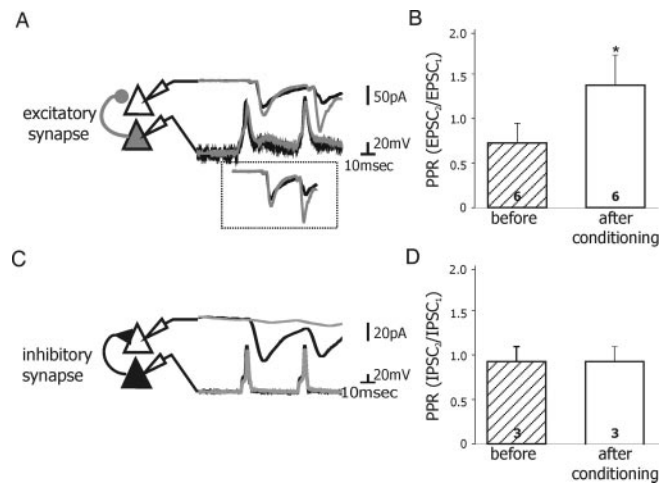 A
excitatory
synapse
50pA
20mV
10msec
B
PPR (EPSC₂/EPSC₁)
2.0
1.5
1.0
0.5
0
*
6
6
before
after
conditioning
C
inhibitory
synapse
20pA
20mV
10msec
D
PPR (IPSC₂/IPSC₁)
2.0
1.5
1.0
0.5
0
3
3
before
after
conditioning